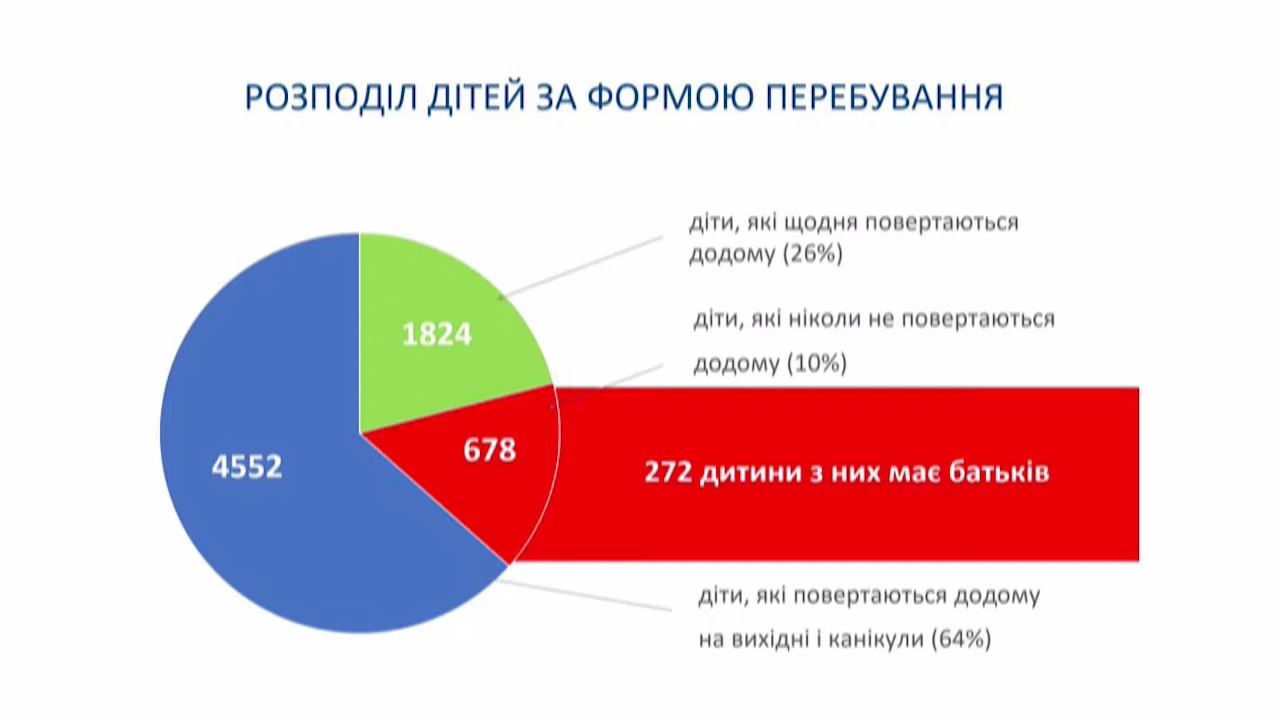 РОЗПОДІЛ ДІТЕЙ ЗА ФОРМОЮ ПЕРЕБУВАННЯ
діти, які щодня повертаються
додому (26%)
1824
діти, які ніколи не повертаються
додому (10%)
678
272 дитини з них має батьків
4552
діти, які повертаються додому
на вихідні і канікули (64%)